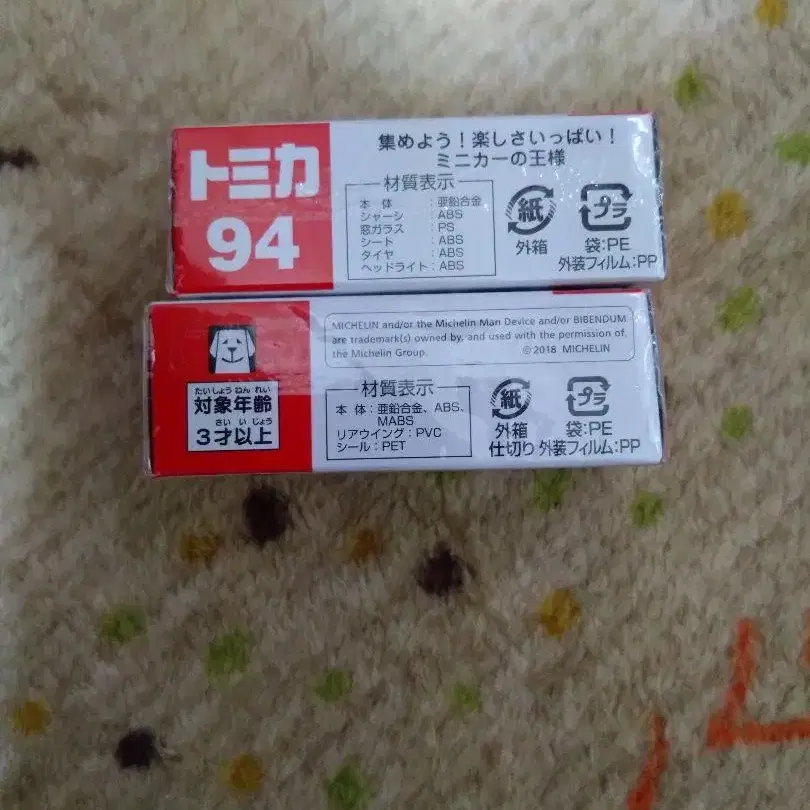 トミカ
94
集めよう！楽しさいっぱい！
ミニカーの王様
材質表示
本 体 ：亜鉛合金
シャーシ ：ABS
窓ガラス ：PS
シート ：ABS
タイヤ ：ABS
ヘッドライト：ABS
紙
外箱
プラ
袋:PE
外装フィルム:PP
たいしょうねんれい
対象年齢
さいいじょう
3才以上
MICHELIN and/or the Michelin Man Device and/or BIBENDUM
are trademark(s) owned by, and used with the permission of,
the Michelin Group. ©2018 MICHELIN
材質表示
本 体：亜鉛合金、ABS、
MABS
リアウイング：PVC
シール：PET
紙
外箱
仕切り
プラ
袋:PE
外装フィルム:PP